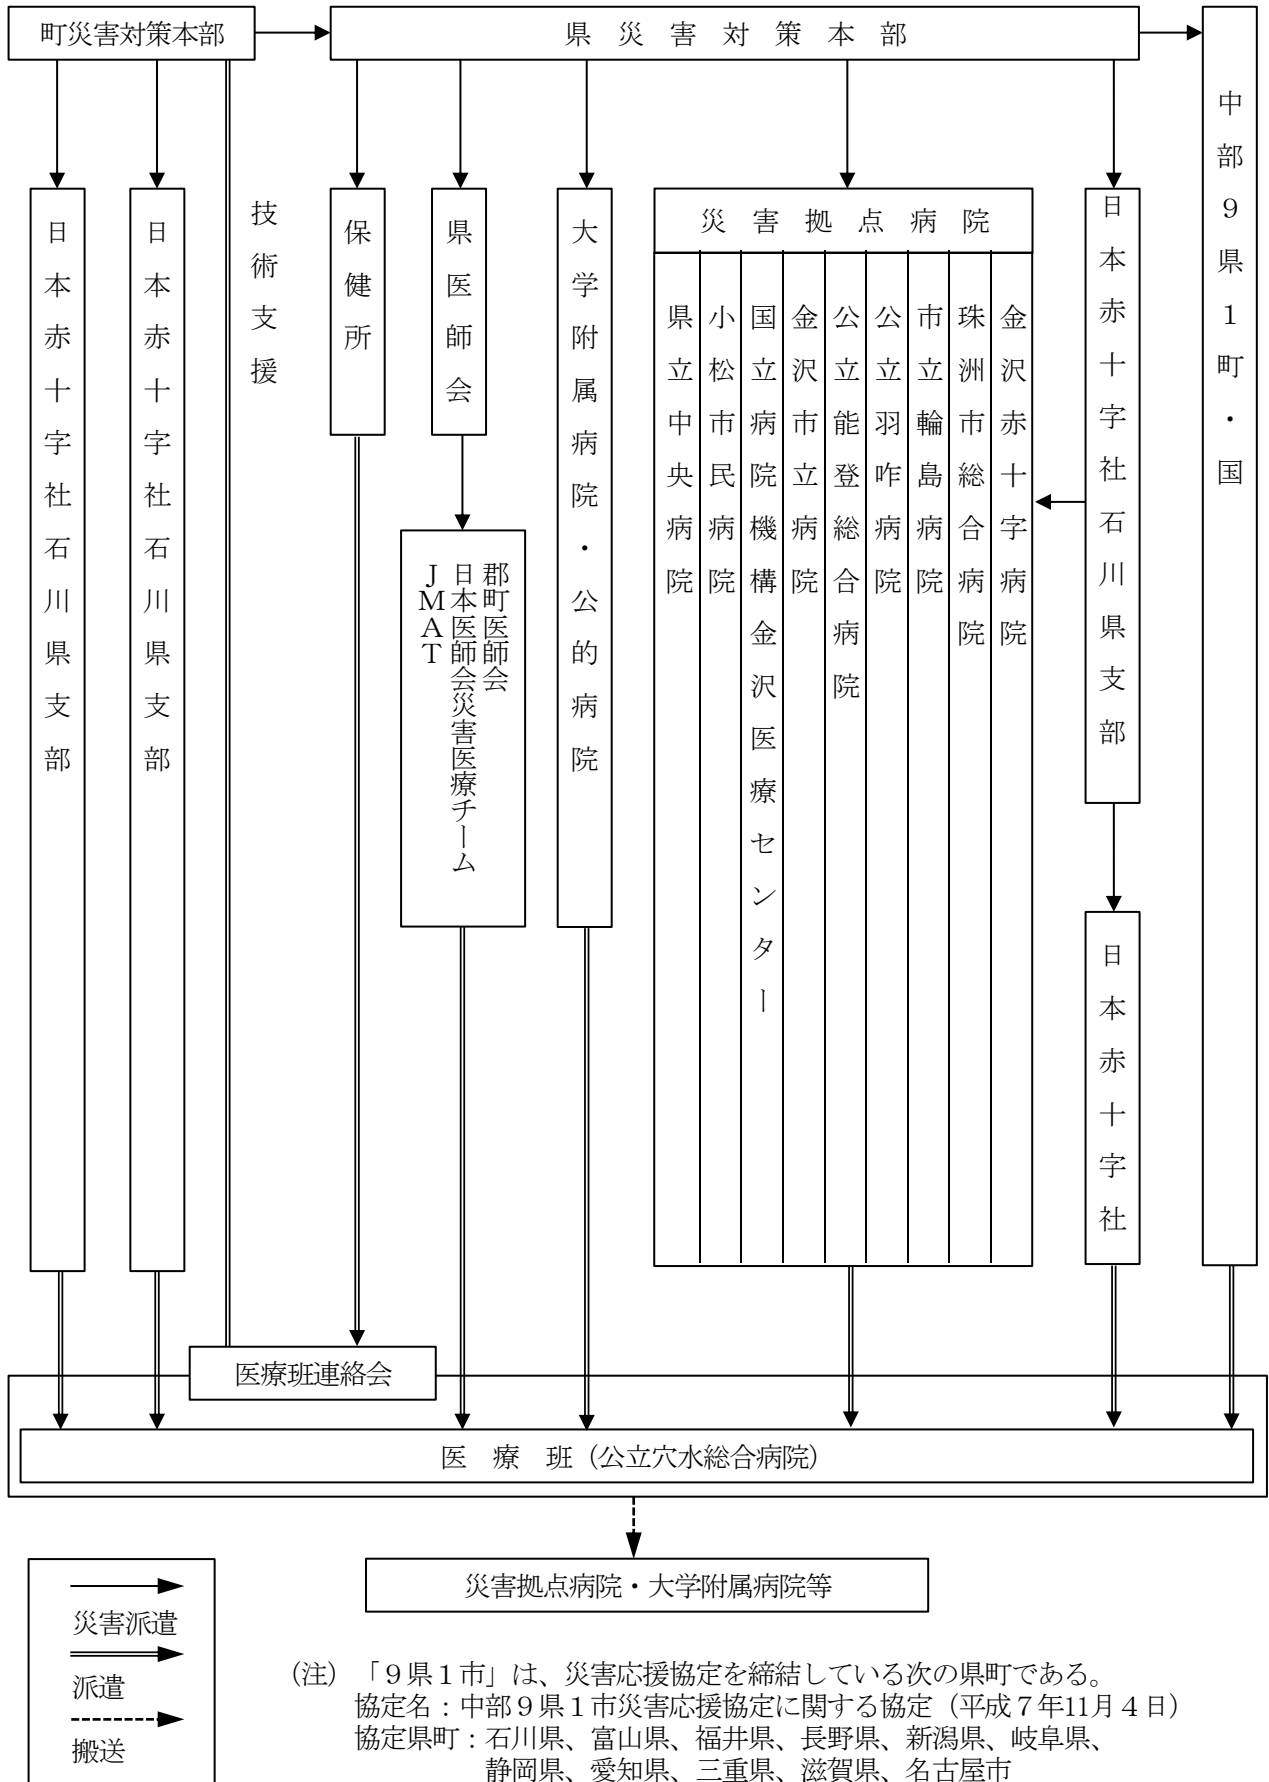 町災害対策本部
県災害対策本部
中部９県１町・国
日本赤十字社石川県支部
日本赤十字社石川県支部
技術支援
保健所
県医師会
大学附属病院・公的病院
災害拠点病院
県立中央病院
小松市民病院
国立病院機構金沢医療センター
金沢市立病院
公立能登総合病院
公立羽咋病院
市立輪島病院
珠洲市総合病院
金沢赤十字病院
日本赤十字社石川県支部
郡町医師会
日本医師会災害医療チーム
ＪＭＡＴ
日本赤十字社
医療班連絡会
医療班（公立穴水総合病院）
災害拠点病院・大学附属病院等
災害派遣
派遣
搬送
（注）「９県１市」は、災害応援協定を締結している次の県町である。
協定名：中部９県１市災害応援協定に関する協定（平成７年11月４日）
協定県町：石川県、富山県、福井県、長野県、新潟県、岐阜県、
静岡県、愛知県、三重県、滋賀県、名古屋市